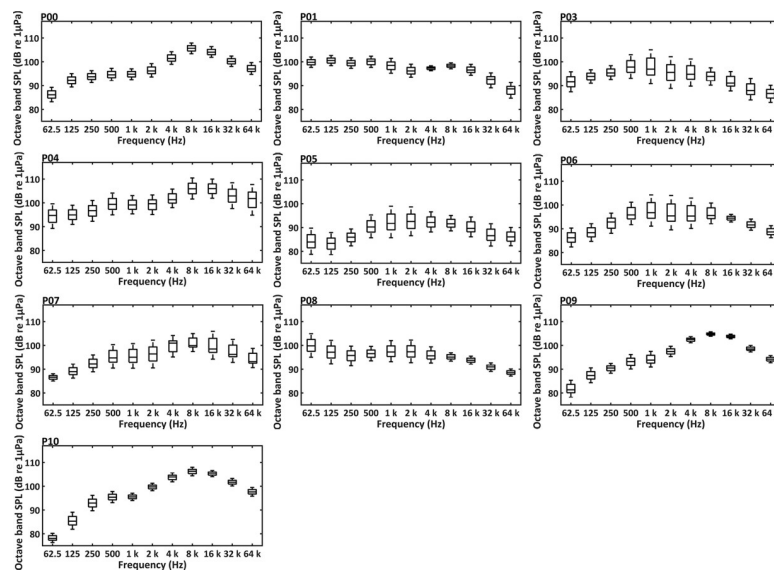 P00
Octave band SPL (dB re 1μPa)
110
100
90
80
62.5 125 250 500 1 k 2 k 4 k 8 k 16 k 32 k 64 k
Frequency (Hz)
P01
Octave band SPL (dB re 1μPa)
110
100
90
80
62.5 125 250 500 1 k 2 k 4 k 8 k 16 k 32 k 64 k
Frequency (Hz)
P03
Octave band SPL (dB re 1μPa)
110
100
90
80
62.5 125 250 500 1 k 2 k 4 k 8 k 16 k 32 k 64
Frequency (Hz)
P04
Octave band SPL (dB re 1μPa)
110
100
90
80
62.5 125 250 500 1 k 2 k 4 k 8 k 16 k 32 k 64 k
Frequency (Hz)
P05
Octave band SPL (dB re 1μPa)
110
100
90
80
62.5 125 250 500 1 k 2 k 4 k 8 k 16 k 32 k 64 k
Frequency (Hz)
P06
Octave band SPL (dB re 1μPa)
110
100
90
80
62.5 125 250 500 1 k 2 k 4 k 8 k 16 k 32 k 64
Frequency (Hz)
P07
Octave band SPL (dB re 1μPa)
110
100
90
80
62.5 125 250 500 1 k 2 k 4 k 8 k 16 k 32 k 64 k
Frequency (Hz)
P08
Octave band SPL (dB re 1μPa)
110
100
90
80
62.5 125 250 500 1 k 2 k 4 k 8 k 16 k 32 k 64 k
Frequency (Hz)
P09
Octave band SPL (dB re 1μPa)
110
100
90
80
62.5 125 250 500 1 k 2 k 4 k 8 k 16 k 32 k 64
Frequency (Hz)
P10
Octave band SPL (dB re 1μPa)
110
100
90
80
62.5 125 250 500 1 k 2 k 4 k 8 k 16 k 32 k 64 k
Frequency (Hz)